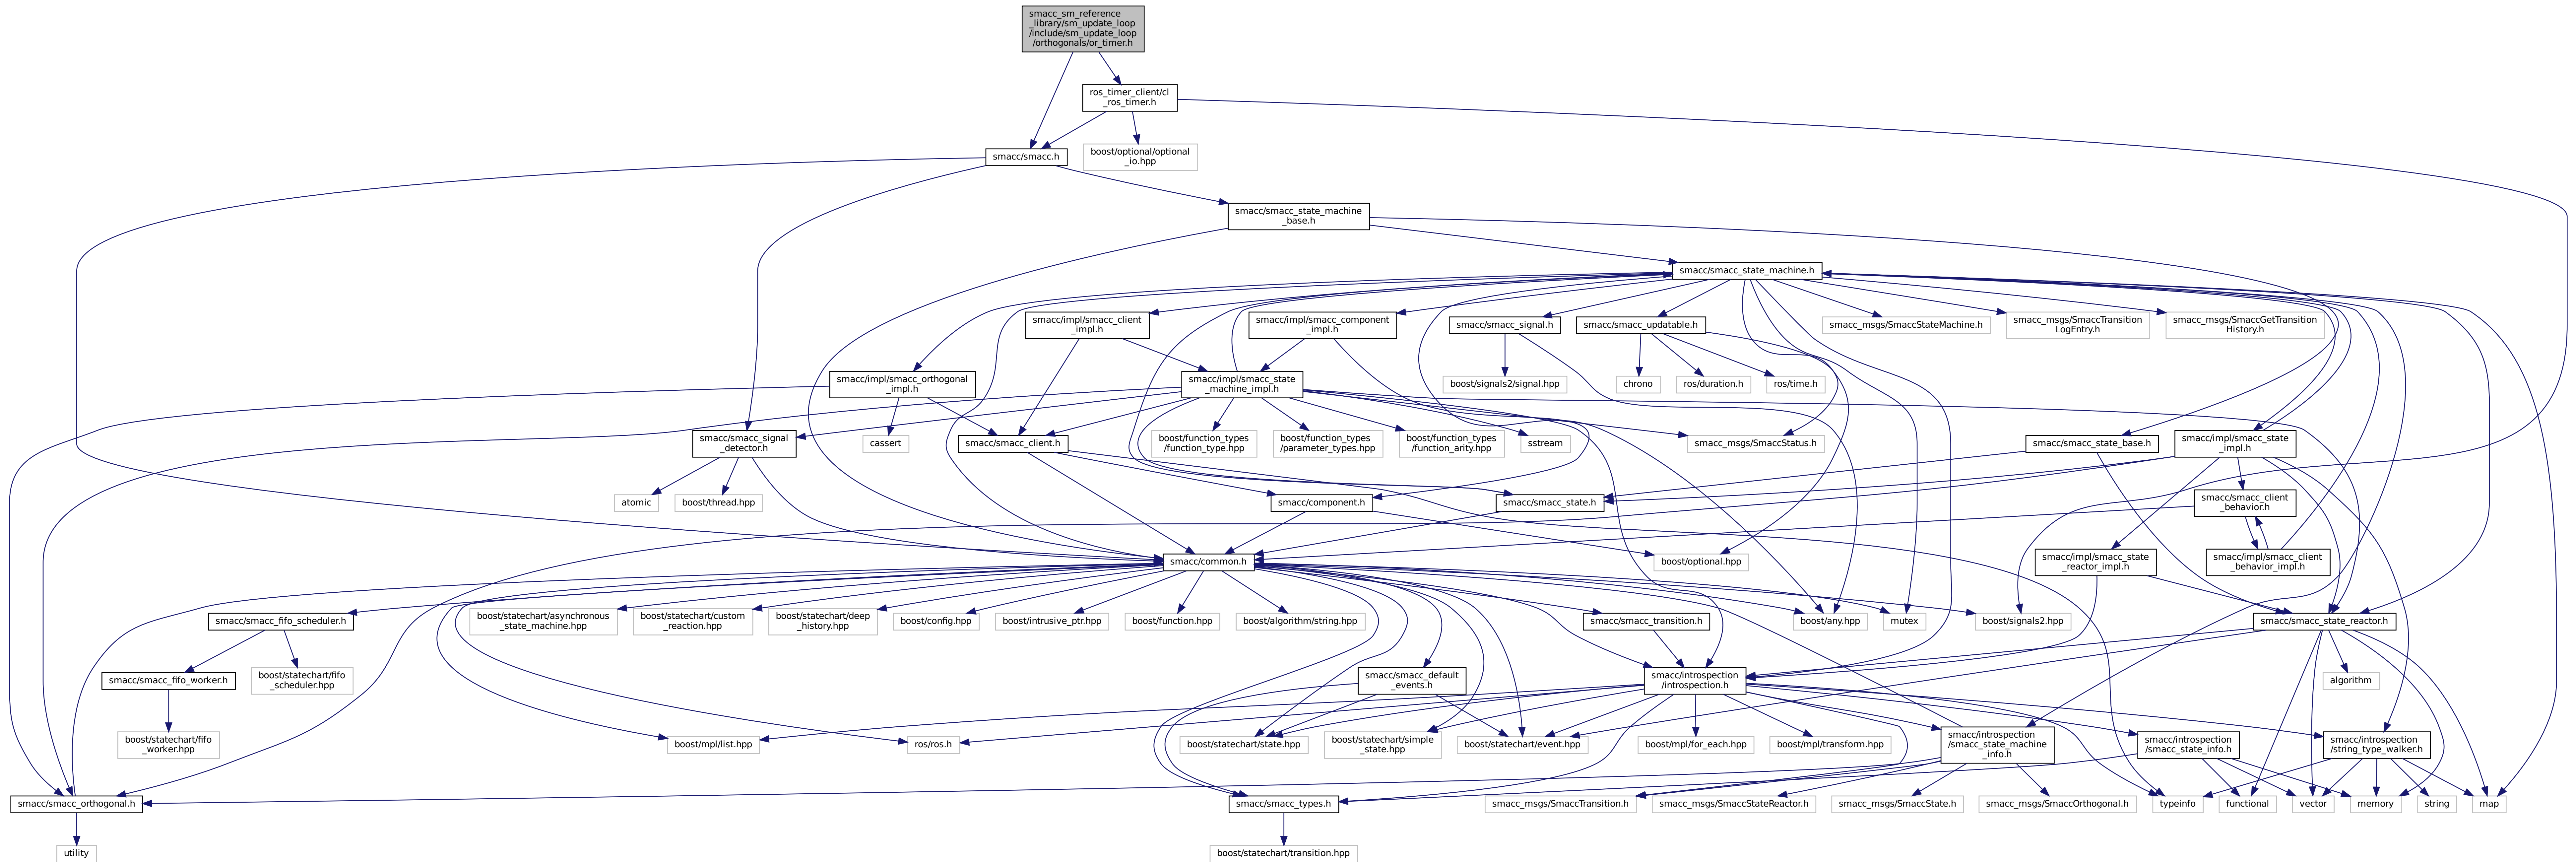 smacc_sm_reference
_library/sm_update_loop
/include/sm_update_loop
/orthogonals/or_timer.h
ros_timer_client/cl
_ros_timer.h
smacc/smacc.h
boost/optional/optional
_io.hpp
smacc/smacc_state_machine
_base.h
smacc/smacc_state_machine.h
smacc/impl/smacc_client
_impl.h
smacc/impl/smacc_component
_impl.h
smacc/smacc_signal.h
smacc/smacc_updatable.h
smacc_msgs/SmaccStateMachine.h
smacc_msgs/SmaccTransition
LogEntry.h
smacc_msgs/SmaccGetTransition
History.h
smacc/impl/smacc_orthogonal
_impl.h
smacc/impl/smacc_state
_machine_impl.h
boost/signals2/signal.hpp
chrono
ros/duration.h
ros/time.h
smacc/smacc_signal
_detector.h
cassert
smacc/smacc_client.h
boost/function_types
/function_type.hpp
boost/function_types
/parameter_types.hpp
boost/function_types
/function_arity.hpp
sstream
smacc_msgs/SmaccStatus.h
smacc/smacc_state_base.h
smacc/impl/smacc_state
_impl.h
atomic
boost/thread.hpp
smacc/component.h
smacc/smacc_state.h
smacc/smacc_client
_behavior.h
smacc/common.h
boost/optional.hpp
smacc/impl/smacc_state
_reactor_impl.h
smacc/impl/smacc_client
_behavior_impl.h
smacc/smacc_fifo_scheduler.h
boost/statechart/asynchronous
_state_machine.hpp
boost/statechart/custom
_reaction.hpp
boost/statechart/deep
_history.hpp
boost/config.hpp
boost/intrusive_ptr.hpp
boost/function.hpp
boost/algorithm/string.hpp
smacc/smacc_transition.h
boost/any.hpp
mutex
boost/signals2.hpp
smacc/smacc_state_reactor.h
smacc/smacc_fifo_worker.h
boost/statechart/fifo
_scheduler.hpp
smacc/smacc_default
_events.h
smacc/introspection
/introspection.h
algorithm
boost/statechart/fifo
_worker.hpp
boost/mpl/list.hpp
ros/ros.h
boost/statechart/state.hpp
boost/statechart/simple
_state.hpp
boost/statechart/event.hpp
boost/mpl/for_each.hpp
boost/mpl/transform.hpp
smacc/introspection
/smacc_state_machine
_info.h
smacc/introspection
/smacc_state_info.h
smacc/introspection
/string_type_walker.h
smacc/smacc_orthogonal.h
smacc/smacc_types.h
smacc_msgs/SmaccTransition.h
smacc_msgs/SmaccStateReactor.h
smacc_msgs/SmaccState.h
smacc_msgs/SmaccOrthogonal.h
typeinfo
functional
vector
memory
string
map
utility
boost/statechart/transition.hpp